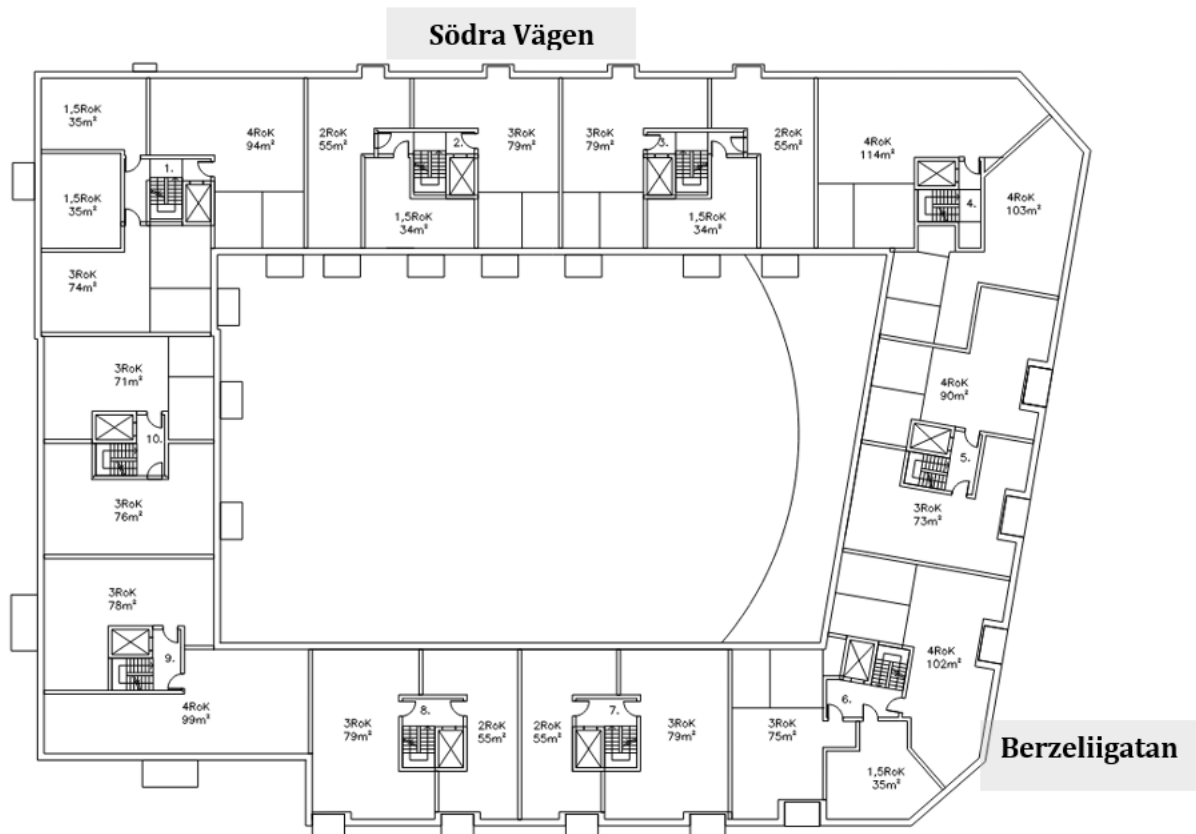 Södra Vägen
1,5RoK
35m²
4RoK
94m²
2RoK
55m²
3RoK
79m²
3RoK
79m²
2RoK
55m²
4RoK
114m²
1.
2.
3.
4.
1,5RoK
35m²
1,5RoK
34m²
1,5RoK
34m²
4RoK
103m²
3RoK
74m²
3RoK
71m²
4RoK
90m²
10.
5.
3RoK
76m²
3RoK
73m²
3RoK
78m²
9.
4RoK
102m²
4RoK
99m²
8.
7.
6.
3RoK
79m²
2RoK
55m²
2RoK
55m²
3RoK
79m²
3RoK
75m²
1,5RoK
35m²
Berzeliigatan